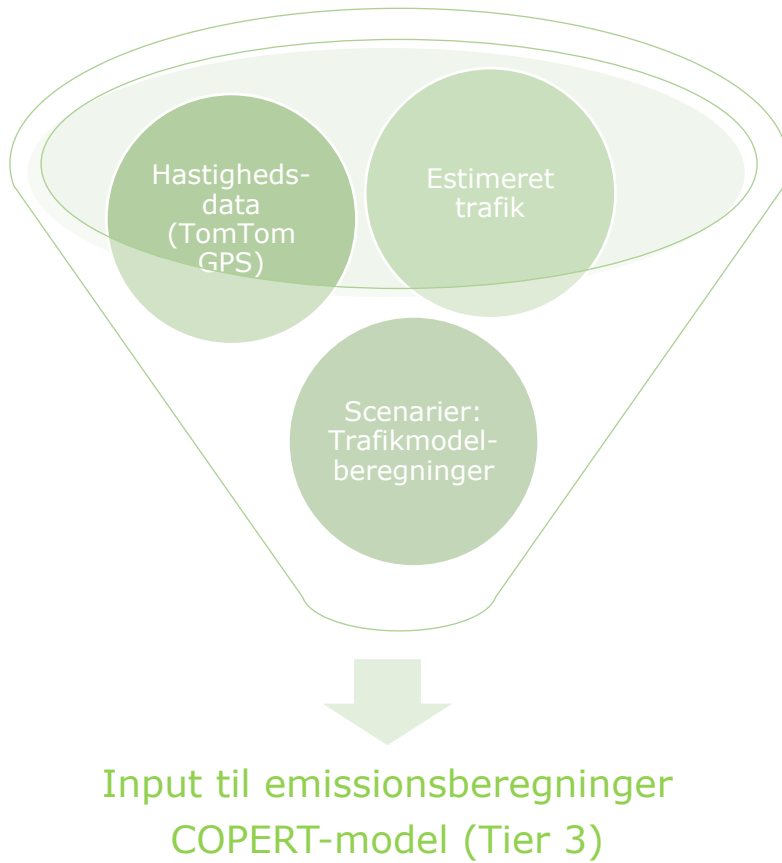 Hastigheds-
data
(TomTom
GPS)
Estimeret
trafik
Scenarier:
Trafikmodel-
beregninger
Input til emissionsberegninger
COPERT-model (Tier 3)